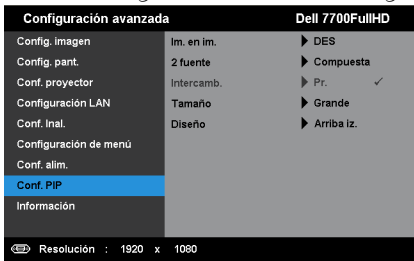 Configuración avanzada Dell 7700FullHD
Config. imagen Im. en im. DES
Config. pant. 2 fuente Compuesta
Conf. proyector Intercamb. Pr. ✓
Configuración LAN Tamaño Grande
Conf. Inal. Diseño Arriba iz.
Configuración de menú
Conf. alim.
Conf. PIP
Información
Resolución : 1920 x 1080